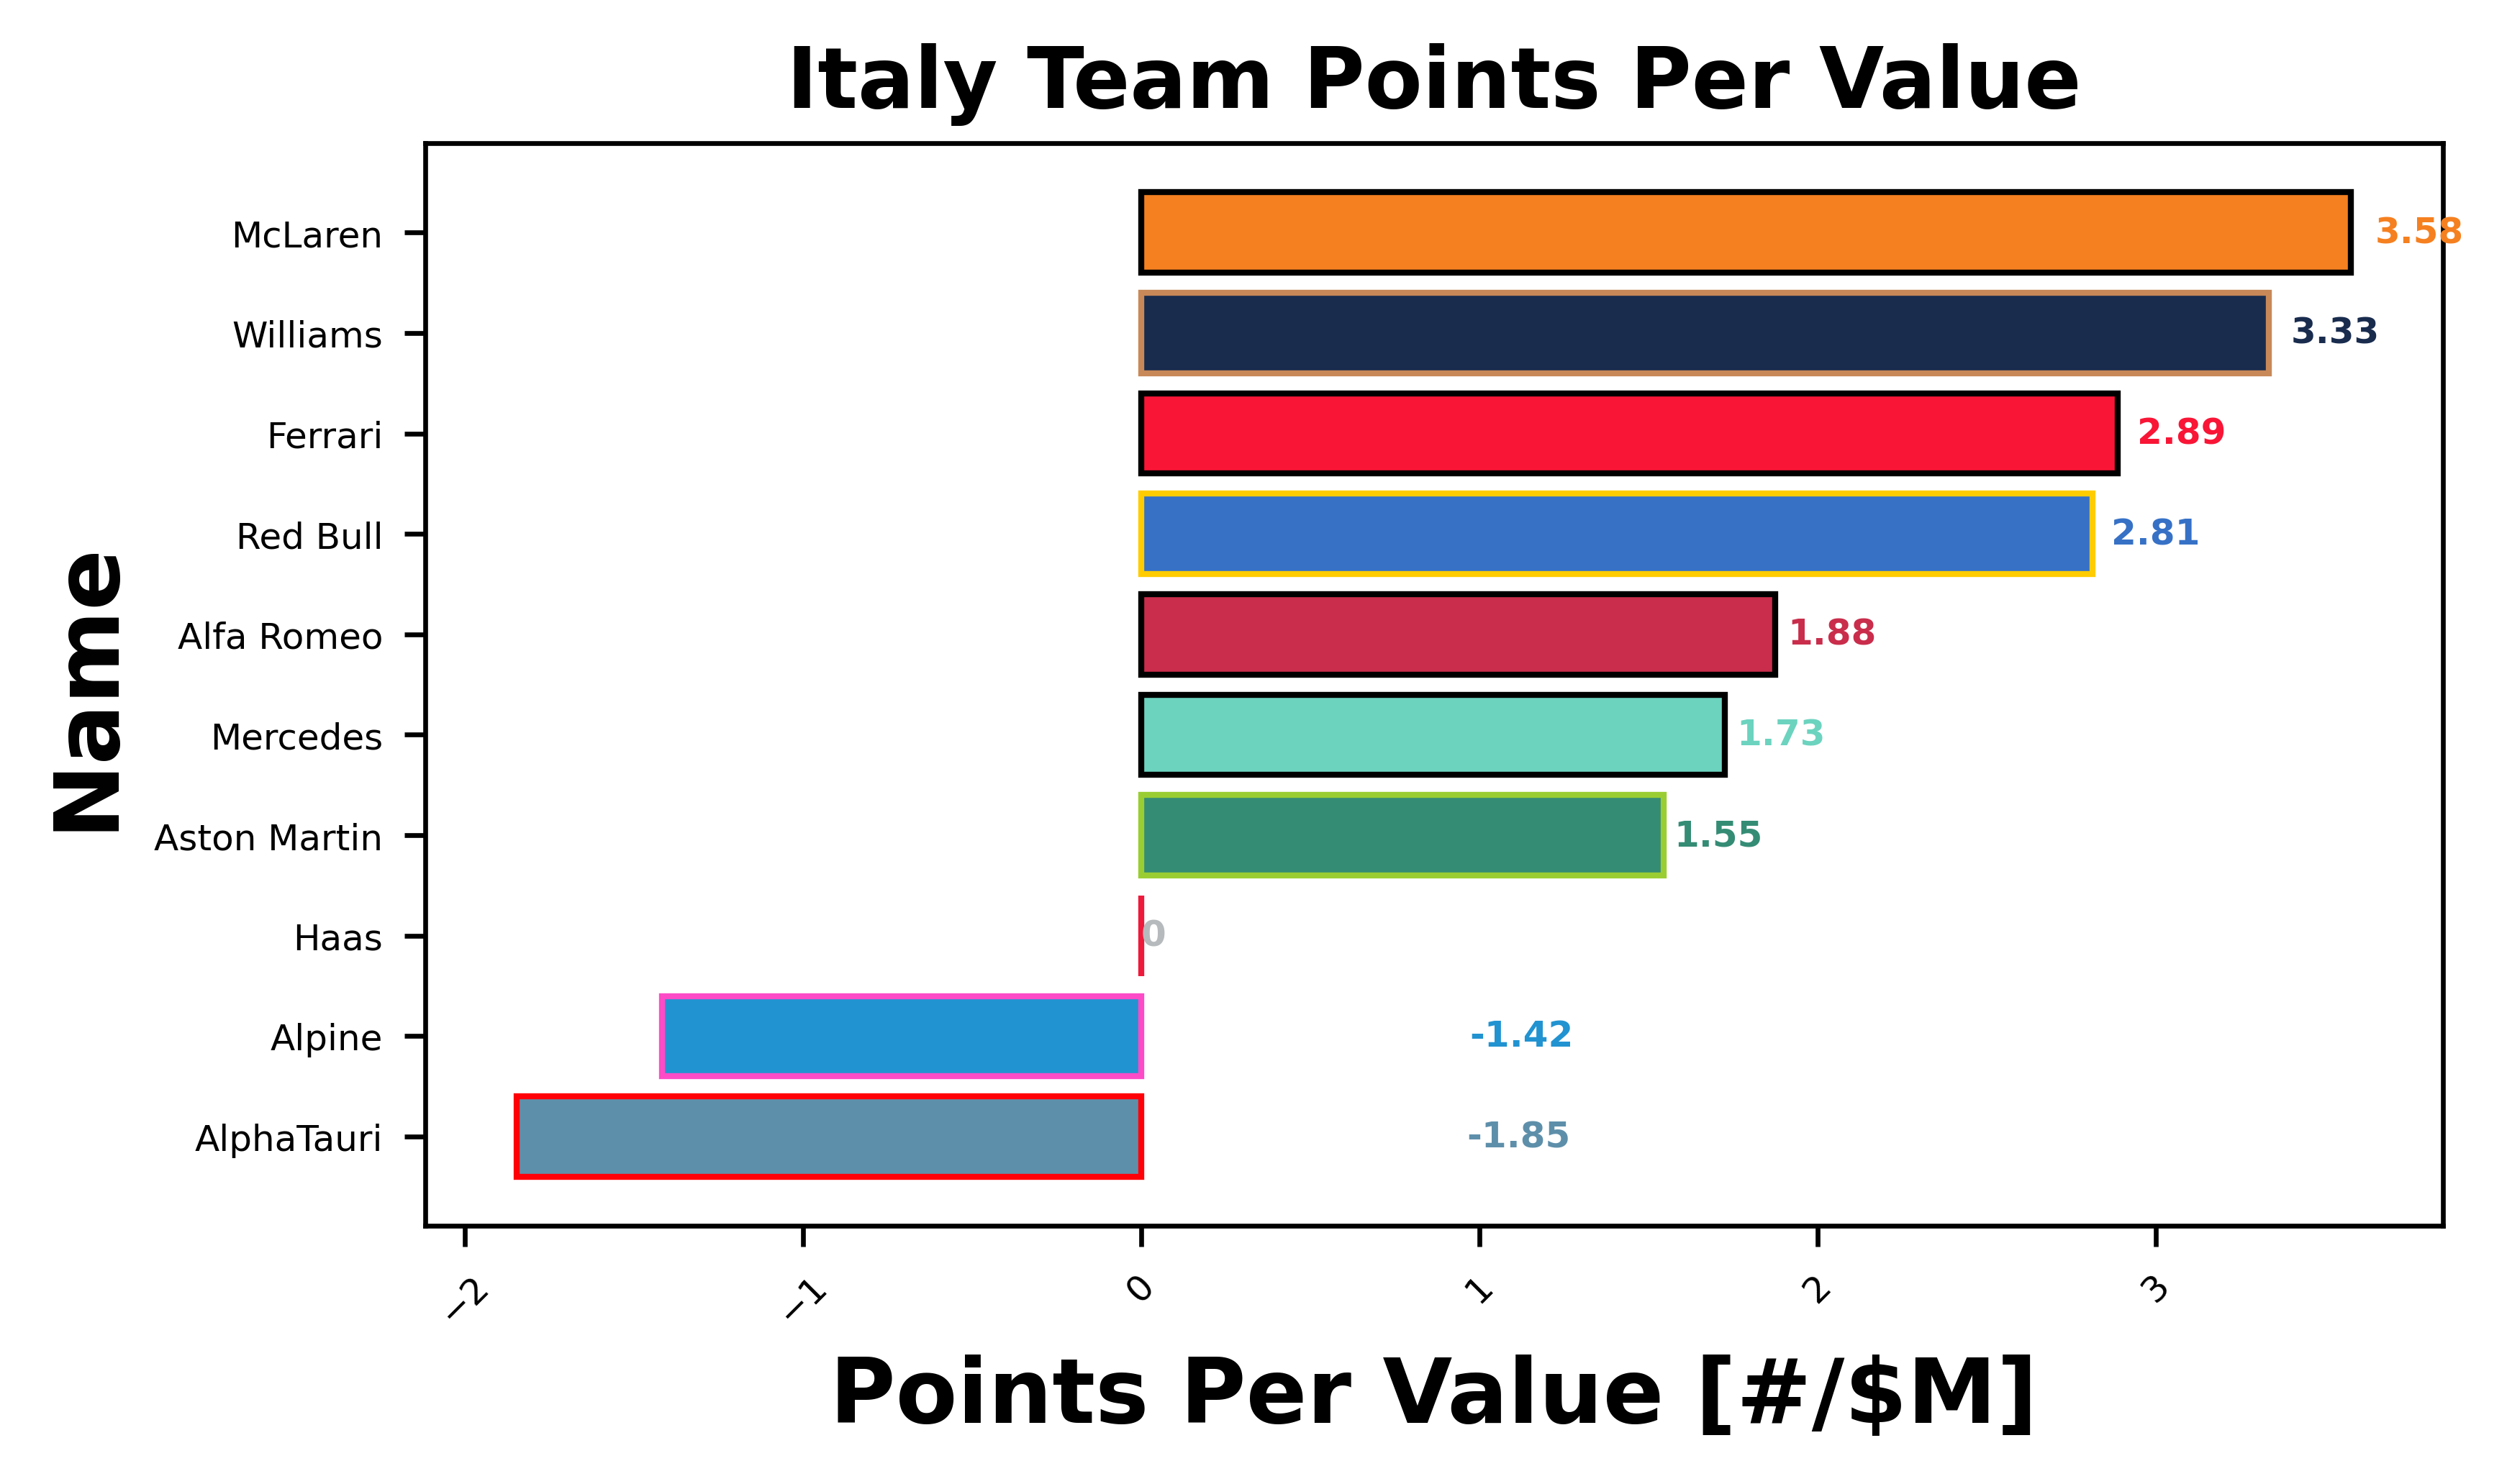 Italy Team Points Per Value
Name
McLaren 3.58
Williams 3.33
Ferrari 2.89
Red Bull 2.81
Alfa Romeo 1.88
Mercedes 1.73
Aston Martin 1.55
Haas 0
Alpine -1.42
AlphaTauri -1.85
−2 −1 0 1 2 3
Points Per Value [#/$M]